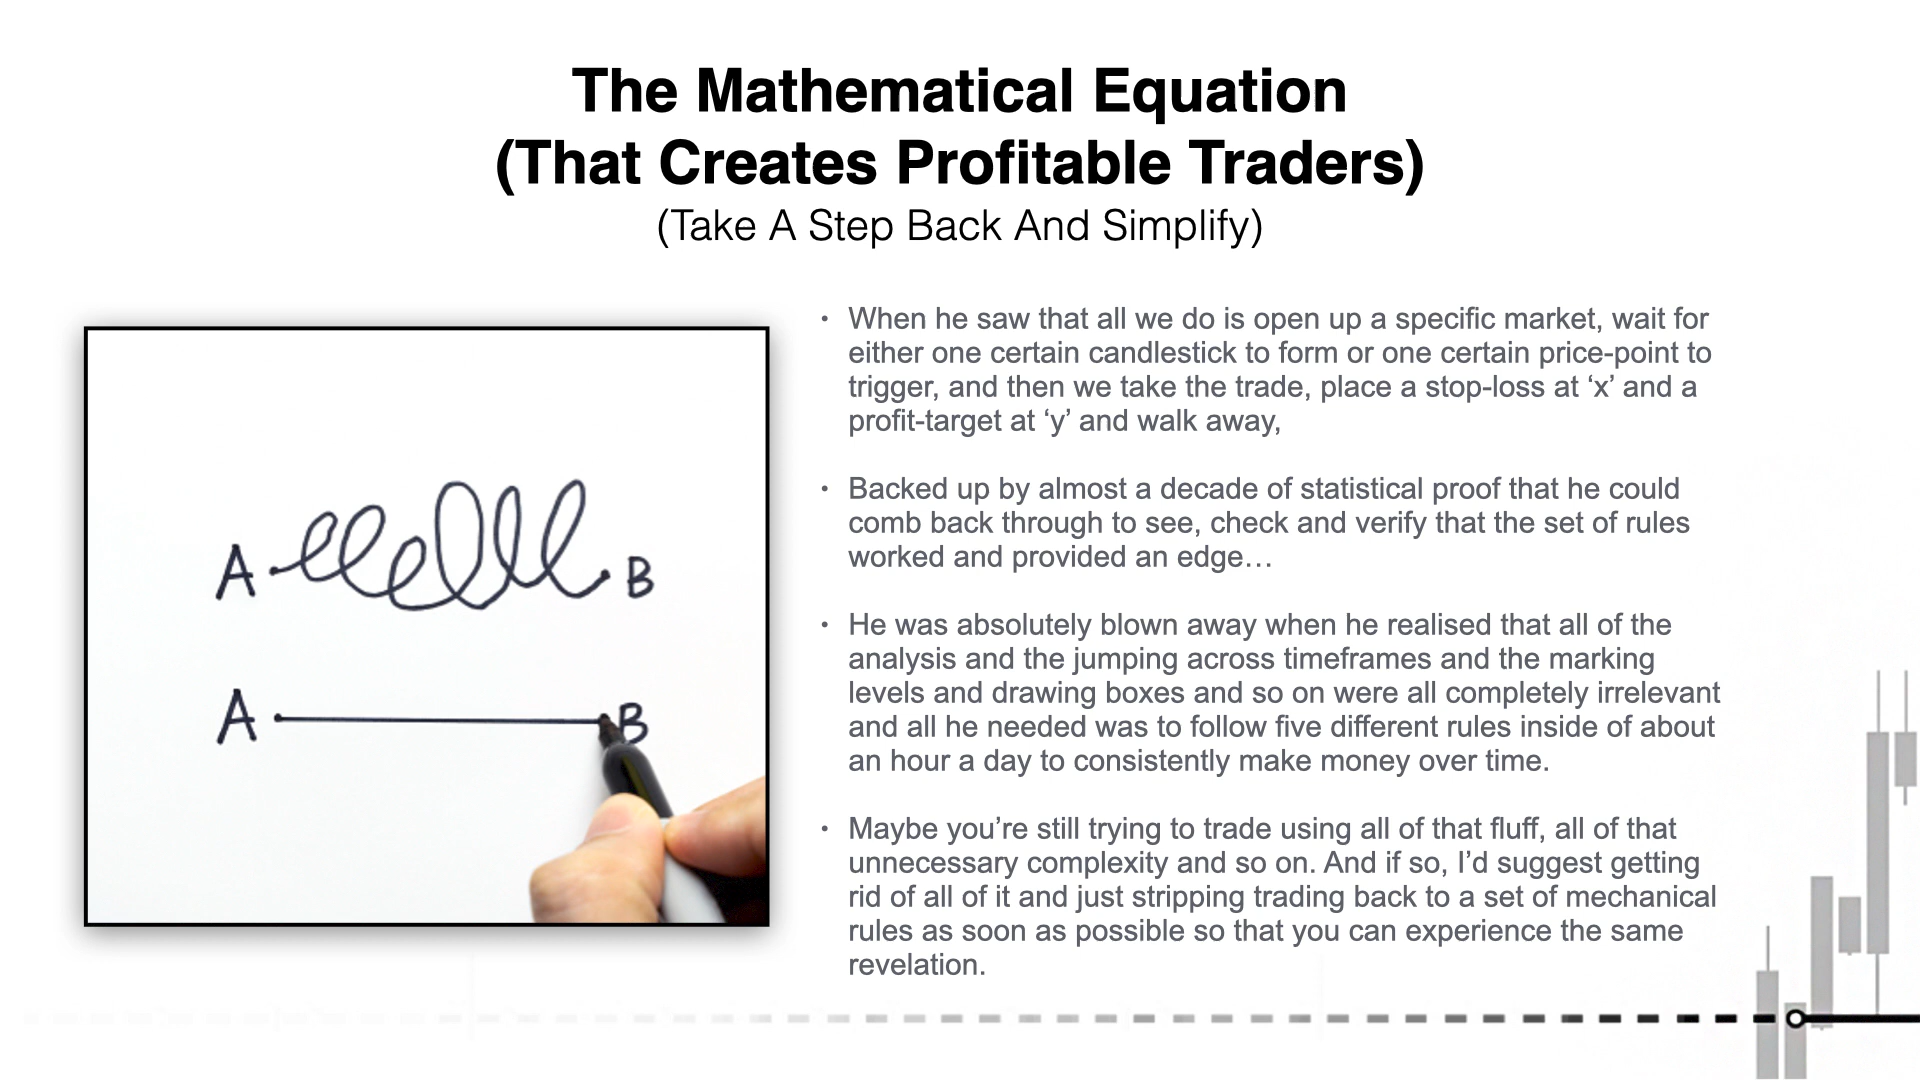 The Mathematical Equation
(That Creates Profitable Traders)
(Take A Step Back And Simplify)
A B
A B
• When he saw that all we do is open up a specific market, wait for
either one certain candlestick to form or one certain price-point to
trigger, and then we take the trade, place a stop-loss at ‘x’ and a
profit-target at ‘y’ and walk away,
• Backed up by almost a decade of statistical proof that he could
comb back through to see, check and verify that the set of rules
worked and provided an edge…
• He was absolutely blown away when he realised that all of the
analysis and the jumping across timeframes and the marking
levels and drawing boxes and so on were all completely irrelevant
and all he needed was to follow five different rules inside of about
an hour a day to consistently make money over time.
• Maybe you’re still trying to trade using all of that fluff, all of that
unnecessary complexity and so on. And if so, I’d suggest getting
rid of all of it and just stripping trading back to a set of mechanical
rules as soon as possible so that you can experience the same
revelation.